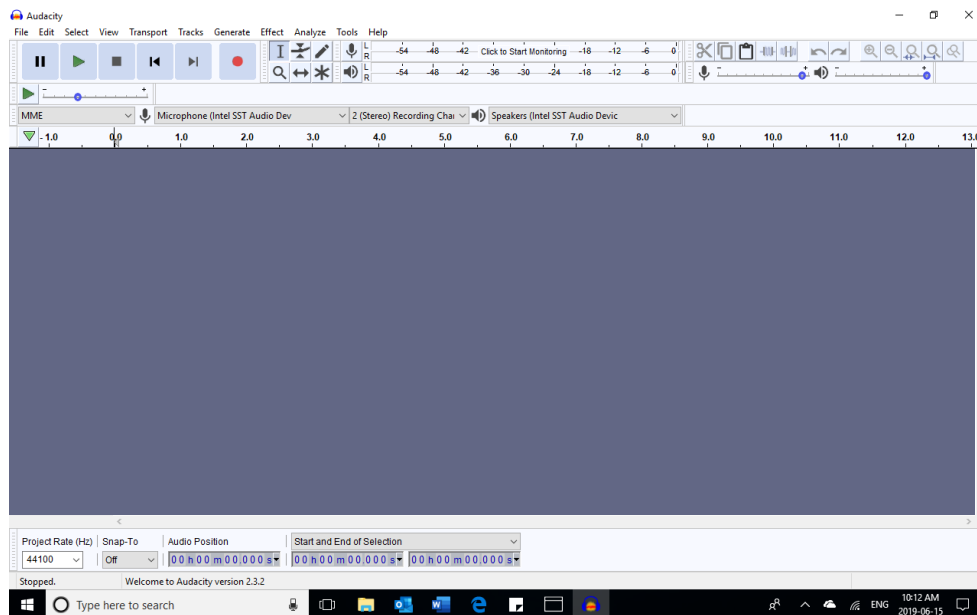 Audacity
File Edit Select View Transport Tracks Generate Effect Analyze Tools Help
L -54 -48 -42 Click to Start Monitoring -18 -12 -6 0
R
L -54 -48 -42 -36 -30 -24 -18 -12 -6 0
R
MME Microphone (Intel SST Audio Dev 2 (Stereo) Recording Chai Speakers (Intel SST Audio Devic
- 1.0 0.0 1.0 2.0 3.0 4.0 5.0 6.0 7.0 8.0 9.0 10.0 11.0 12.0 13.0
Project Rate (Hz) Snap-To Audio Position Start and End of Selection
44100 Off 00 h 00 m 00.000 s 00 h 00 m 00.000 s 00 h 00 m 00.000 s
Stopped. Welcome to Audacity version 2.3.2
Type here to search ENG 10:12 AM
2019-06-15